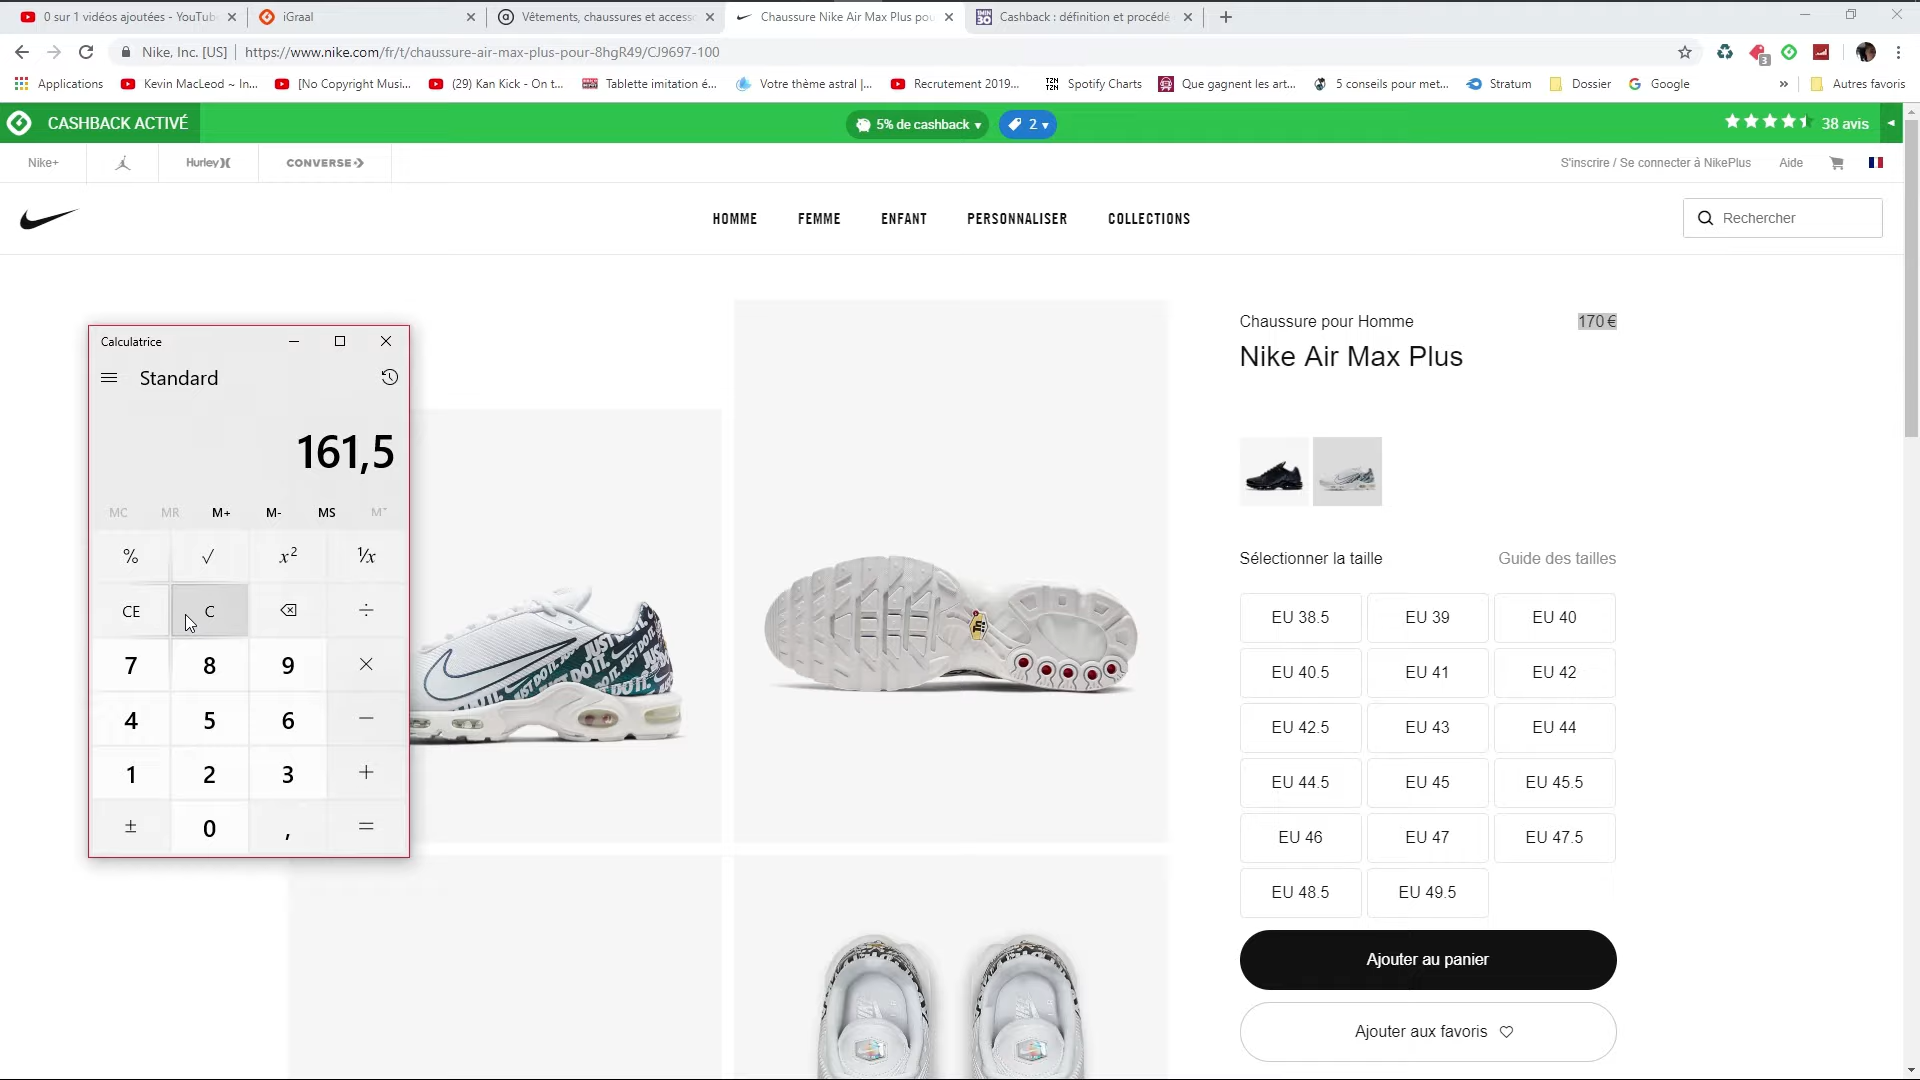 0 sur 1 vidéos ajoutées - YouTub
iGraal
Vêtements, chaussures et accesso
Chaussure Nike Air Max Plus pou
Cashback : définition et procédé
Nike, Inc. [US] | https://www.nike.com/fr/t/chaussure-air-max-plus-pour-8hgR49/CJ9697-100
3
Applications
Kevin MacLeod ~ In...
[No Copyright Musi...
(29) Kan Kick - On t...
Tablette imitation é...
Votre thème astral |...
Recrutement 2019...
Spotify Charts
Que gagnent les art...
5 conseils pour met...
Stratum
Dossier
Google
»
Autres favoris
CASHBACK ACTIVÉ
5% de cashback
2
38 avis
Nike+
Hurley
CONVERSE
S'inscrire / Se connecter à NikePlus
Aide
HOMME
FEMME
ENFANT
PERSONNALISER
COLLECTIONS
Rechercher
Calculatrice
Standard
161,5
MC MR M+ M- MS M˅
% √ x² ¹/x
CE C ÷
7 8 9 ×
4 5 6 −
1 2 3 +
± 0 , =
Chaussure pour Homme
170 €
Nike Air Max Plus
Sélectionner la taille
Guide des tailles
EU 38.5 EU 39 EU 40
EU 40.5 EU 41 EU 42
EU 42.5 EU 43 EU 44
EU 44.5 EU 45 EU 45.5
EU 46 EU 47 EU 47.5
EU 48.5 EU 49.5
Ajouter au panier
Ajouter aux favoris
JUST DO IT.